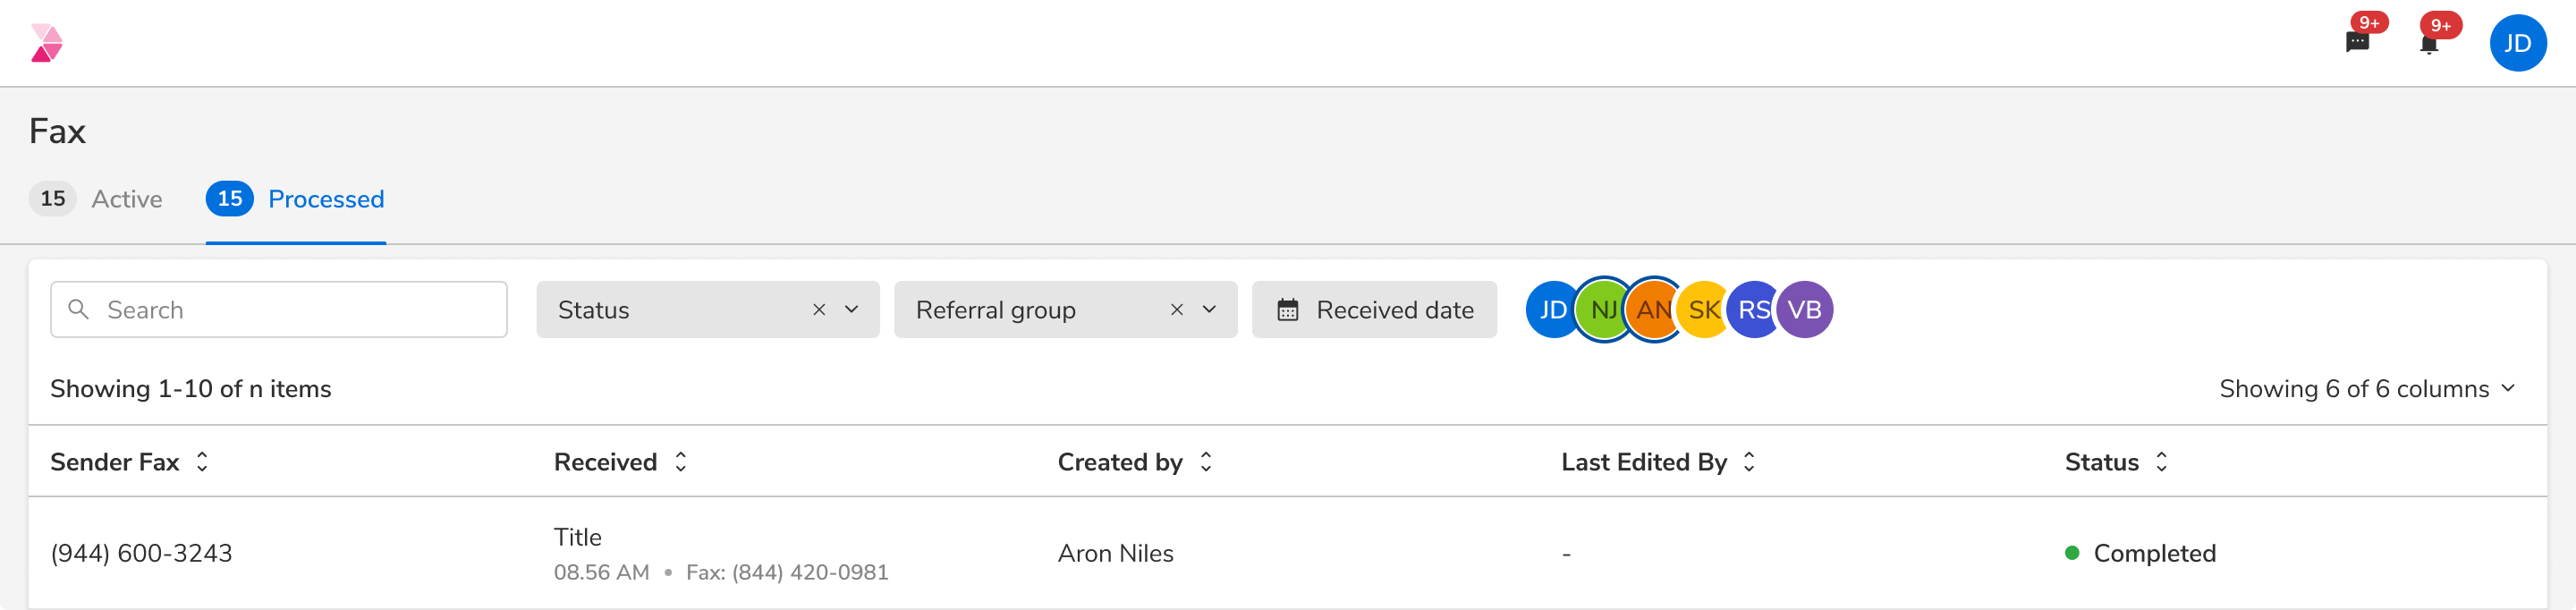 9+ 9+ JD
Fax
15 Active 15 Processed
Search Status Referral group Received date JD NJ AN SK RS VB
Showing 1-10 of n items Showing 6 of 6 columns
Sender Fax Received Created by Last Edited By Status
Title
(944) 600-3243 Aron Niles - Completed
08.56 AM • Fax: (844) 420-0981